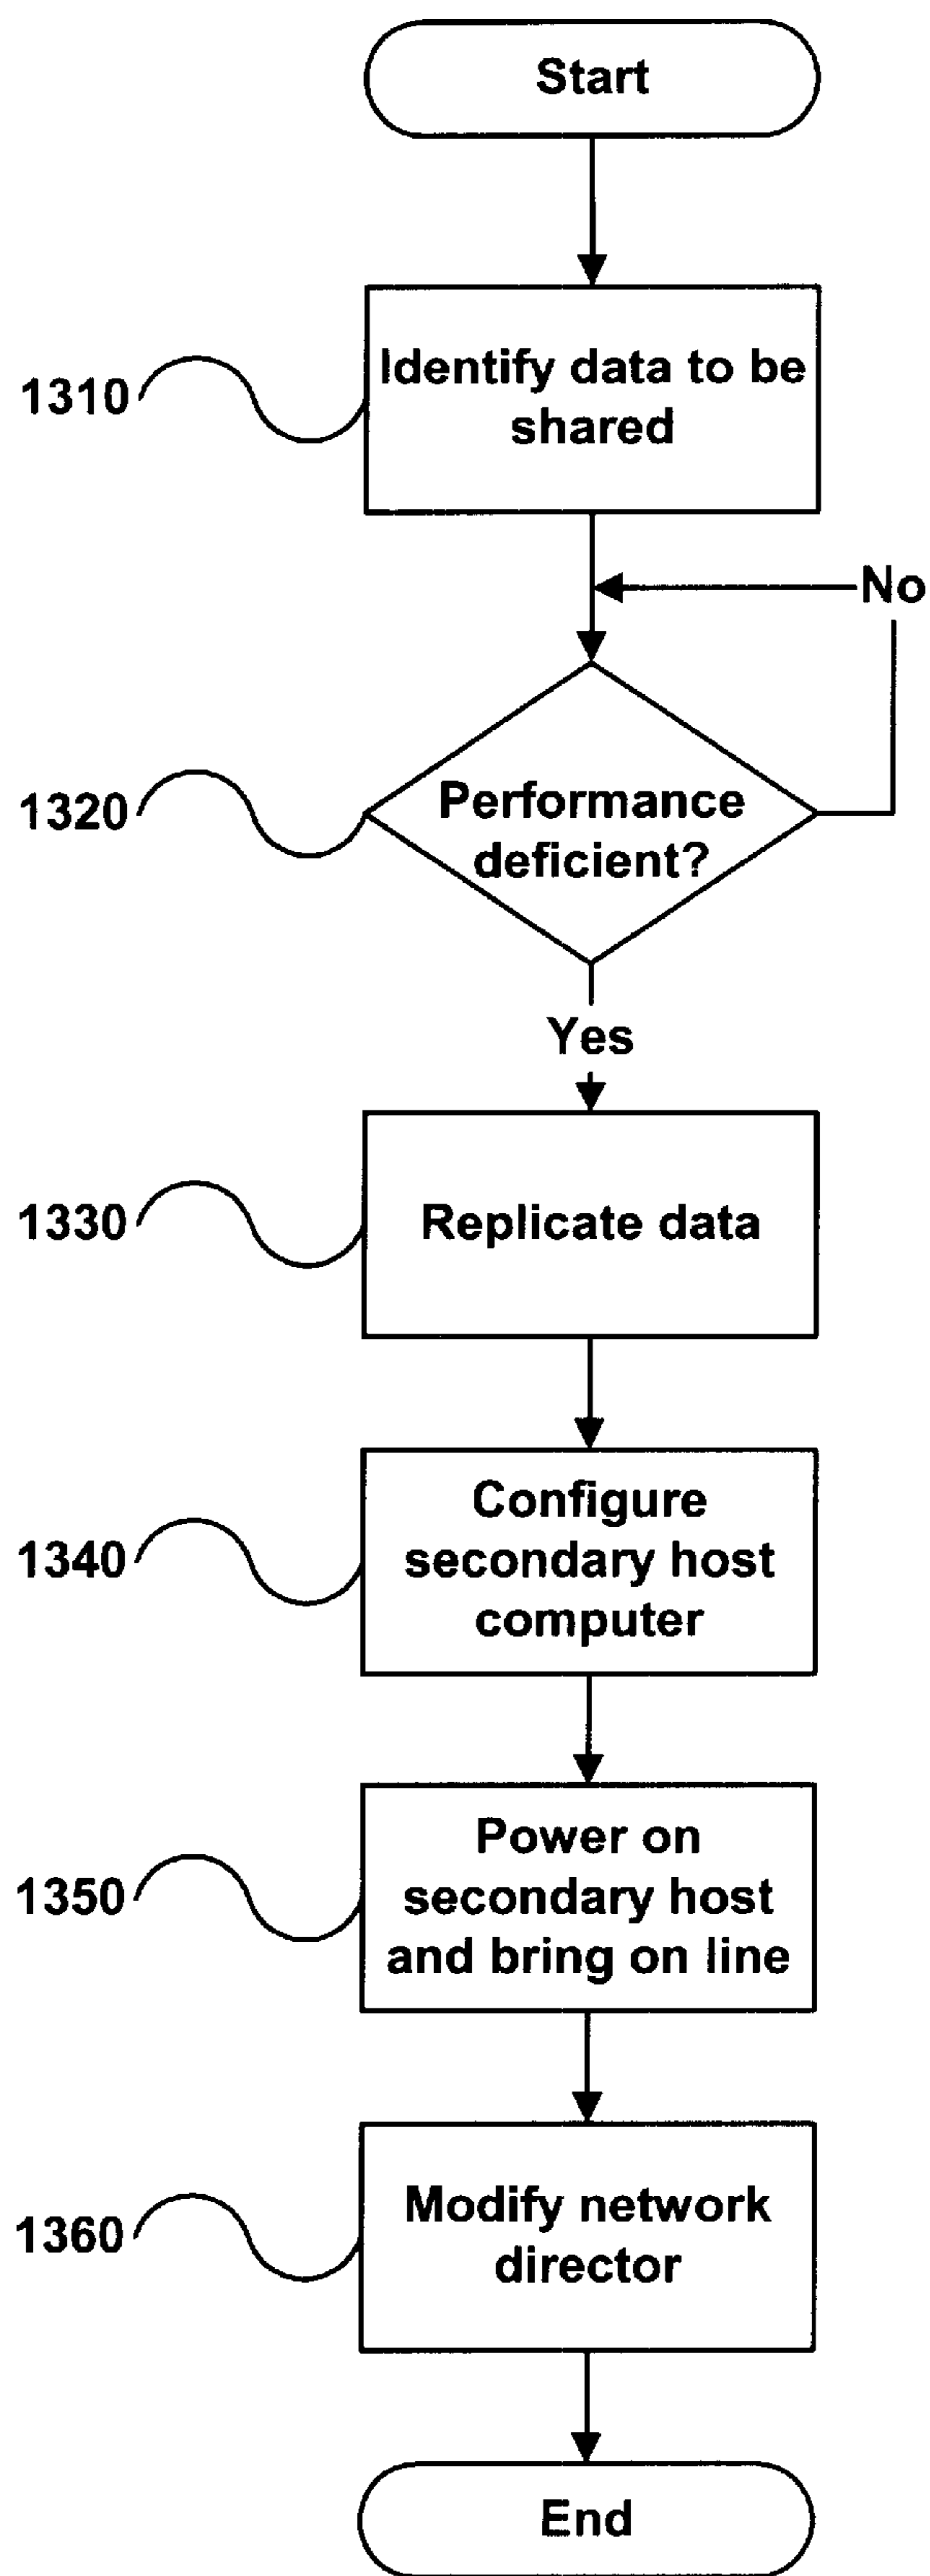 Start
1310
Identify data to be
shared
No
1320
Performance
deficient?
Yes
1330
Replicate data
1340
Configure
secondary host
computer
1350
Power on
secondary host
and bring on line
1360
Modify network
director
End